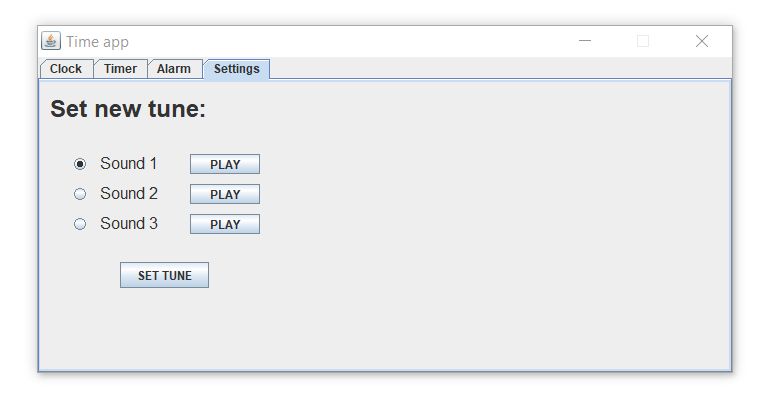 Time app
Clock Timer Alarm Settings
Set new tune:
Sound 1 PLAY
Sound 2 PLAY
Sound 3 PLAY
SET TUNE